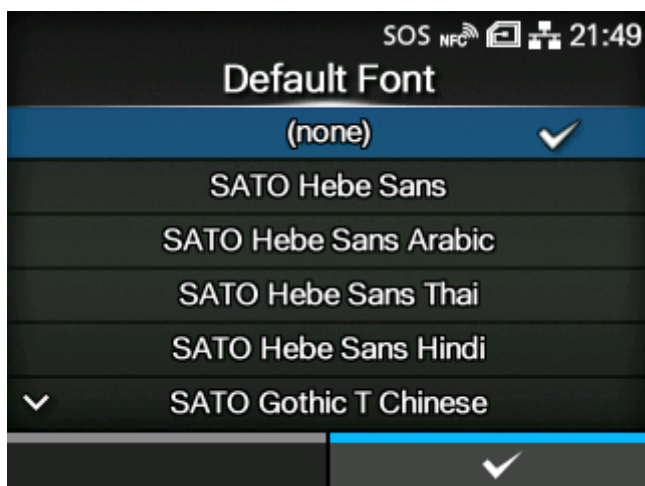 SOS NFC 21:49
Default Font
(none)
SATO Hebe Sans
SATO Hebe Sans Arabic
SATO Hebe Sans Thai
SATO Hebe Sans Hindi
SATO Gothic T Chinese